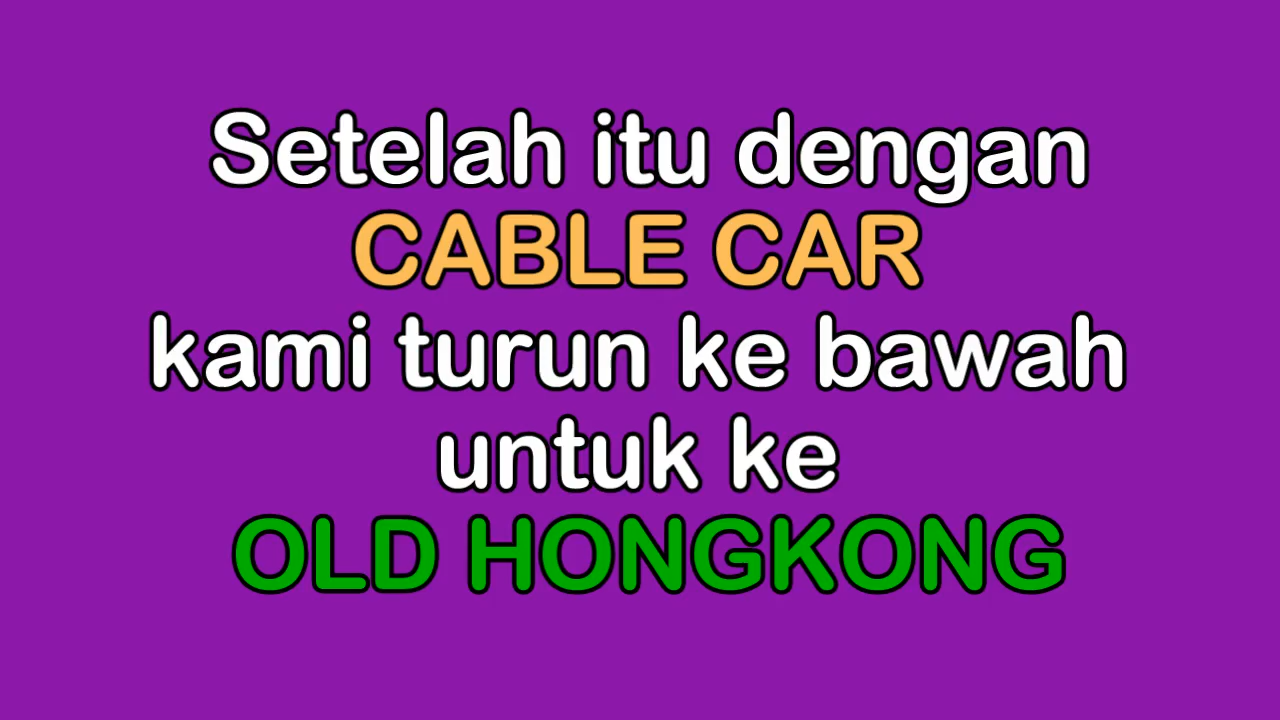 Setelah itu dengan
CABLE CAR
kami turun ke bawah
untuk ke
OLD HONGKONG